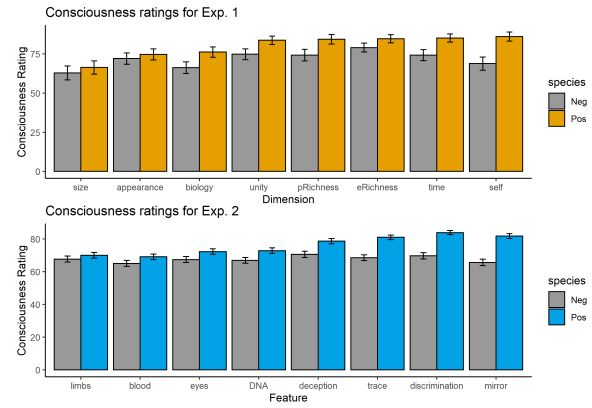 Consciousness ratings for Exp. 1
Consciousness Rating
75
50
25
0
size appearance biology unity pRichness eRichness time self
Dimension
species
Neg
Pos
Consciousness ratings for Exp. 2
Consciousness Rating
80
60
40
20
0
limbs blood eyes DNA deception trace discrimination mirror
Feature
species
Neg
Pos